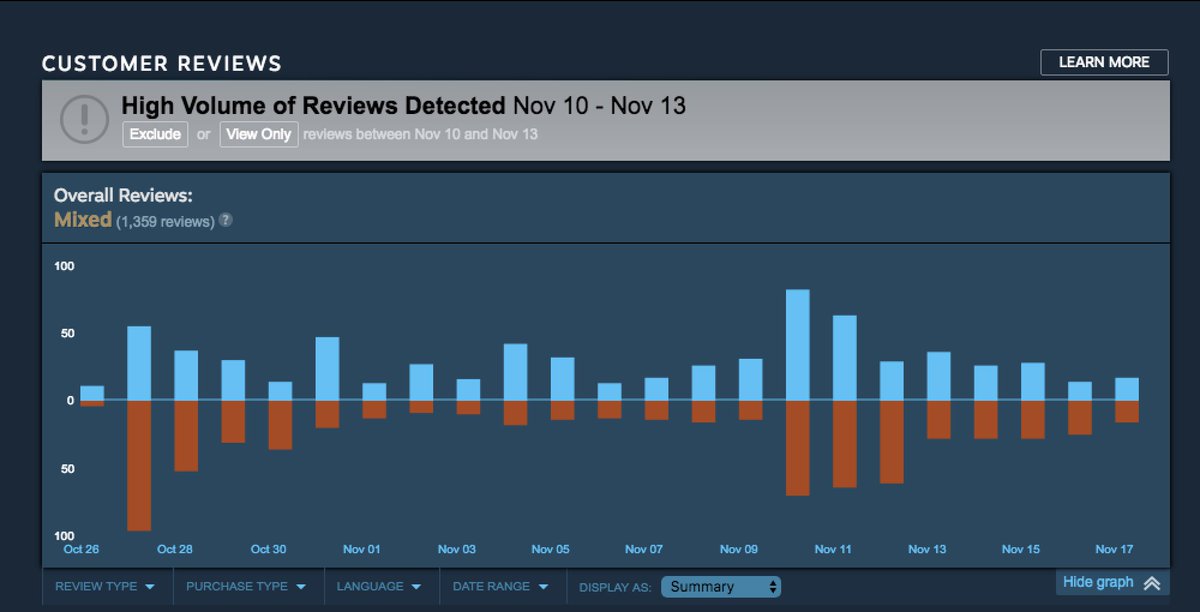 CUSTOMER REVIEWS
LEARN MORE
High Volume of Reviews Detected Nov 10 - Nov 13
Exclude or View Only reviews between Nov 10 and Nov 13
Overall Reviews:
Mixed (1,359 reviews) ?
100
50
0
50
100
Oct 26 Oct 28 Oct 30 Nov 01 Nov 03 Nov 05 Nov 07 Nov 09 Nov 11 Nov 13 Nov 15 Nov 17
REVIEW TYPE PURCHASE TYPE LANGUAGE DATE RANGE DISPLAY AS: Summary Hide graph